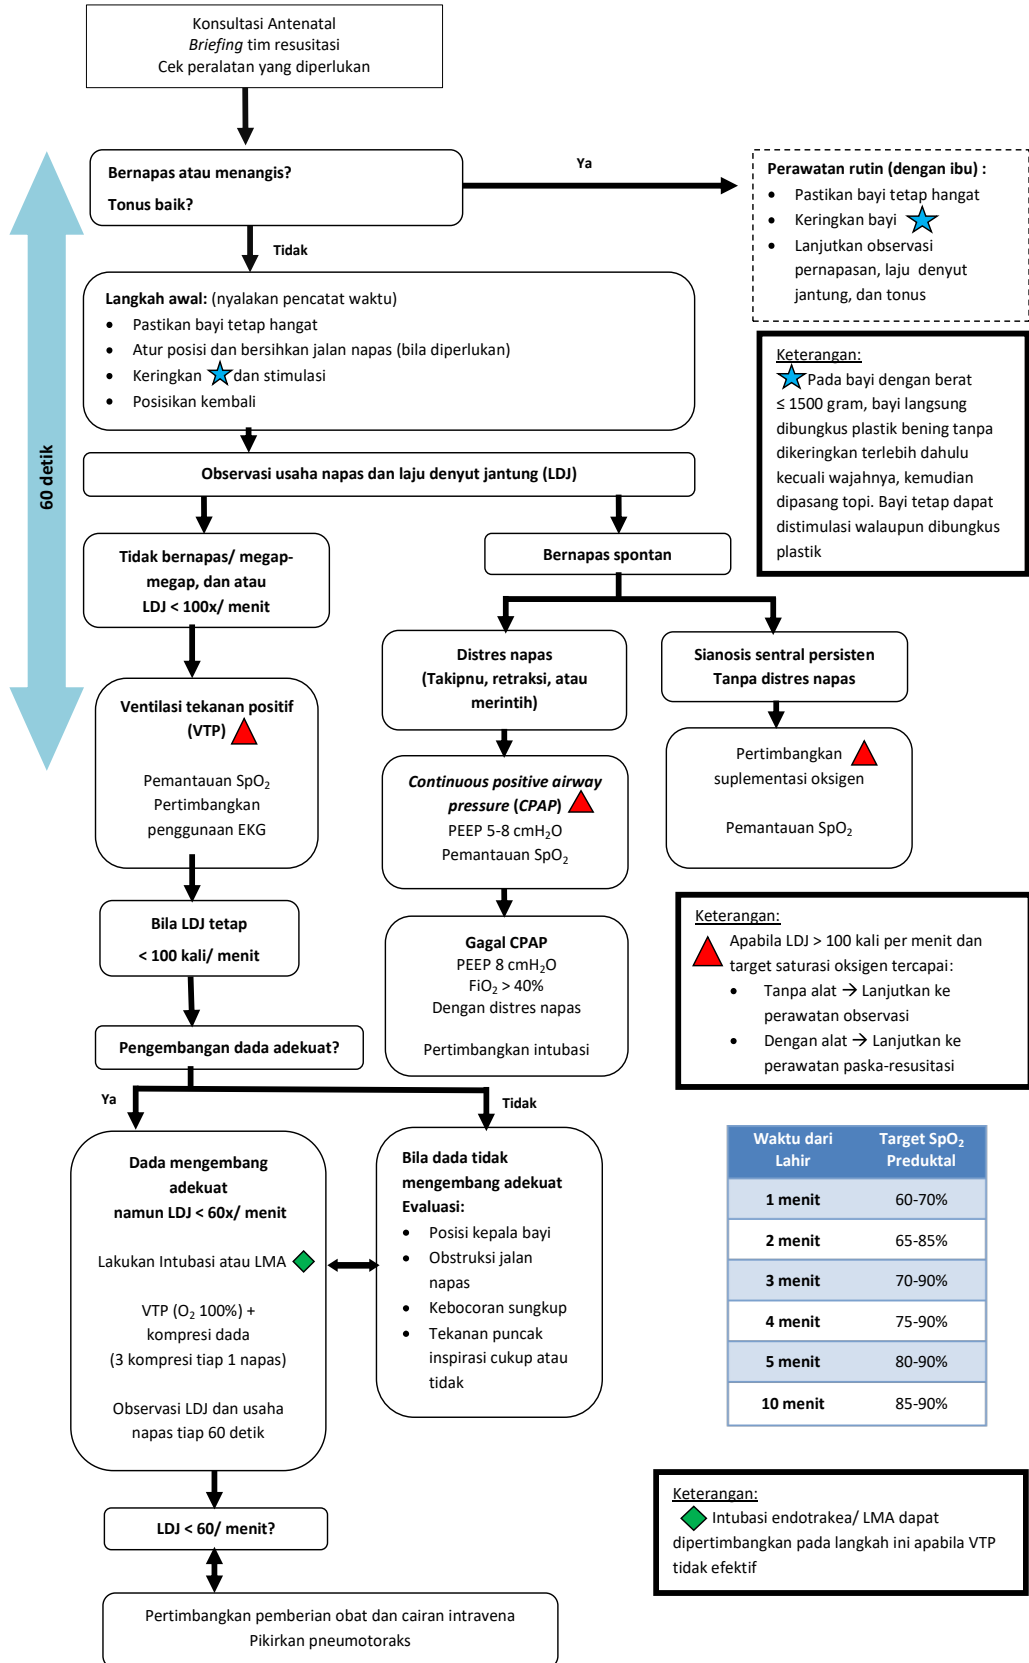 Konsultasi Antenatal
Briefing tim resusitasi
Cek peralatan yang diperlukan
60 detik
Bernapas atau menangis?
Tonus baik?
Ya
Perawatan rutin (dengan ibu) :
• Pastikan bayi tetap hangat
• Keringkan bayi
• Lanjutkan observasi
pernapasan, laju denyut
jantung, dan tonus
Tidak
Langkah awal: (nyalakan pencatat waktu)
• Pastikan bayi tetap hangat
• Atur posisi dan bersihkan jalan napas (bila diperlukan)
• Keringkan dan stimulasi
• Posisikan kembali
Keterangan:
Pada bayi dengan berat
≤ 1500 gram, bayi langsung
dibungkus plastik bening tanpa
dikeringkan terlebih dahulu
kecuali wajahnya, kemudian
dipasang topi. Bayi tetap dapat
distimulasi walaupun dibungkus
plastik
Observasi usaha napas dan laju denyut jantung (LDJ)
Tidak bernapas/ megap-
megap, dan atau
LDJ < 100x/ menit
Bernapas spontan
Distres napas
(Takipnu, retraksi, atau
merintih)
Sianosis sentral persisten
Tanpa distres napas
Ventilasi tekanan positif
(VTP)
Pemantauan SpO₂
Pertimbangkan
penggunaan EKG
Continuous positive airway
pressure (CPAP)
PEEP 5-8 cmH₂O
Pemantauan SpO₂
Pertimbangkan
suplementasi oksigen
Pemantauan SpO₂
Bila LDJ tetap
< 100 kali/ menit
Gagal CPAP
PEEP 8 cmH₂O
FiO₂ > 40%
Dengan distres napas
Pertimbangkan intubasi
Keterangan:
Apabila LDJ > 100 kali per menit dan
target saturasi oksigen tercapai:
• Tanpa alat → Lanjutkan ke
perawatan observasi
• Dengan alat → Lanjutkan ke
perawatan paska-resusitasi
Pengembangan dada adekuat?
Ya
Tidak
Dada mengembang
adekuat
namun LDJ < 60x/ menit
Lakukan Intubasi atau LMA
VTP (O₂ 100%) +
kompresi dada
(3 kompresi tiap 1 napas)
Observasi LDJ dan usaha
napas tiap 60 detik
Bila dada tidak
mengembang adekuat
Evaluasi:
• Posisi kepala bayi
• Obstruksi jalan
napas
• Kebocoran sungkup
• Tekanan puncak
inspirasi cukup atau
tidak
Waktu dari Lahir Target SpO₂ Preduktal
1 menit 60-70%
2 menit 65-85%
3 menit 70-90%
4 menit 75-90%
5 menit 80-90%
10 menit 85-90%
LDJ < 60/ menit?
Keterangan:
Intubasi endotrakea/ LMA dapat
dipertimbangkan pada langkah ini apabila VTP
tidak efektif
Pertimbangkan pemberian obat dan cairan intravena
Pikirkan pneumotoraks